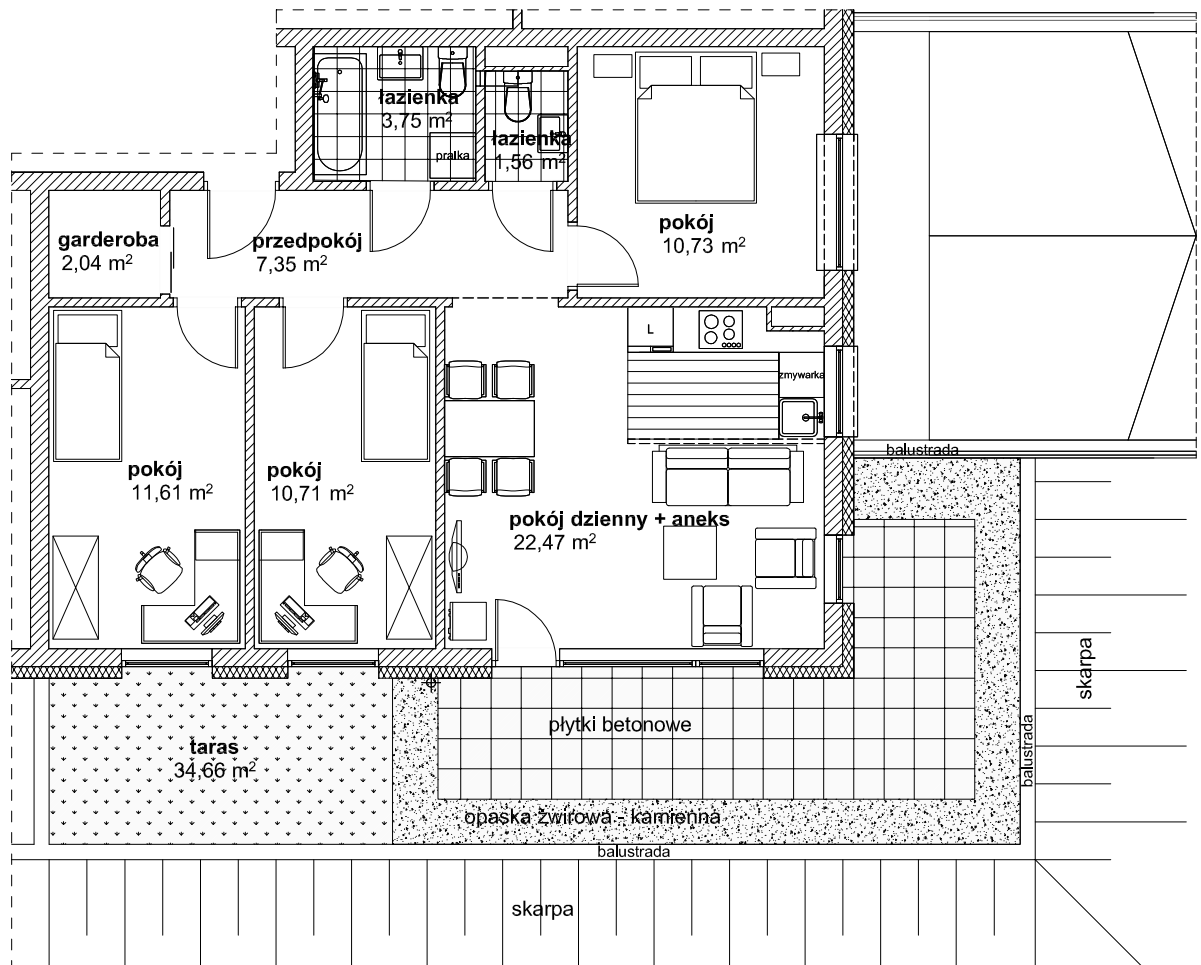 łazienka
3,75 m²
pralka
łazienka
1,56 m²
pokój
10,73 m²
garderoba
2,04 m²
przedpokój
7,35 m²
L
zmywarka
balustrada
pokój
11,61 m²
pokój
10,71 m²
pokój dzienny + aneks
22,47 m²
skarpa
balustrada
płytki betonowe
taras
34,66 m²
opaska żwirowa - kamienna
balustrada
skarpa